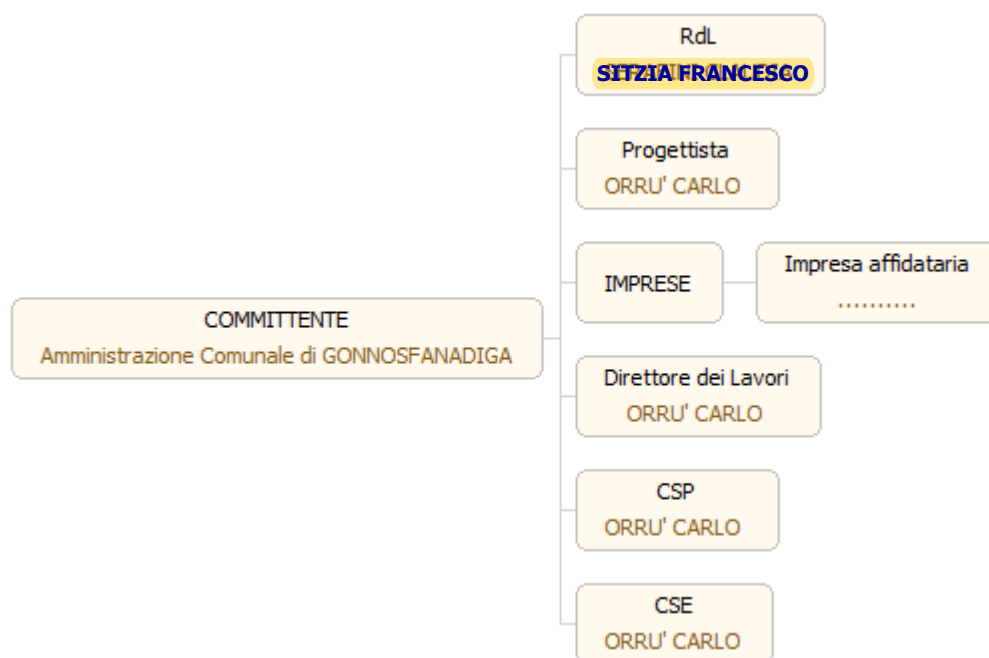 RdL
SITZIA FRANCESCO
Progettista
ORRU' CARLO
IMPRESE
Impresa affidataria
..........
COMMITTENTE
Amministrazione Comunale di GONNOSFANADIGA
Direttore dei Lavori
ORRU' CARLO
CSP
ORRU' CARLO
CSE
ORRU' CARLO